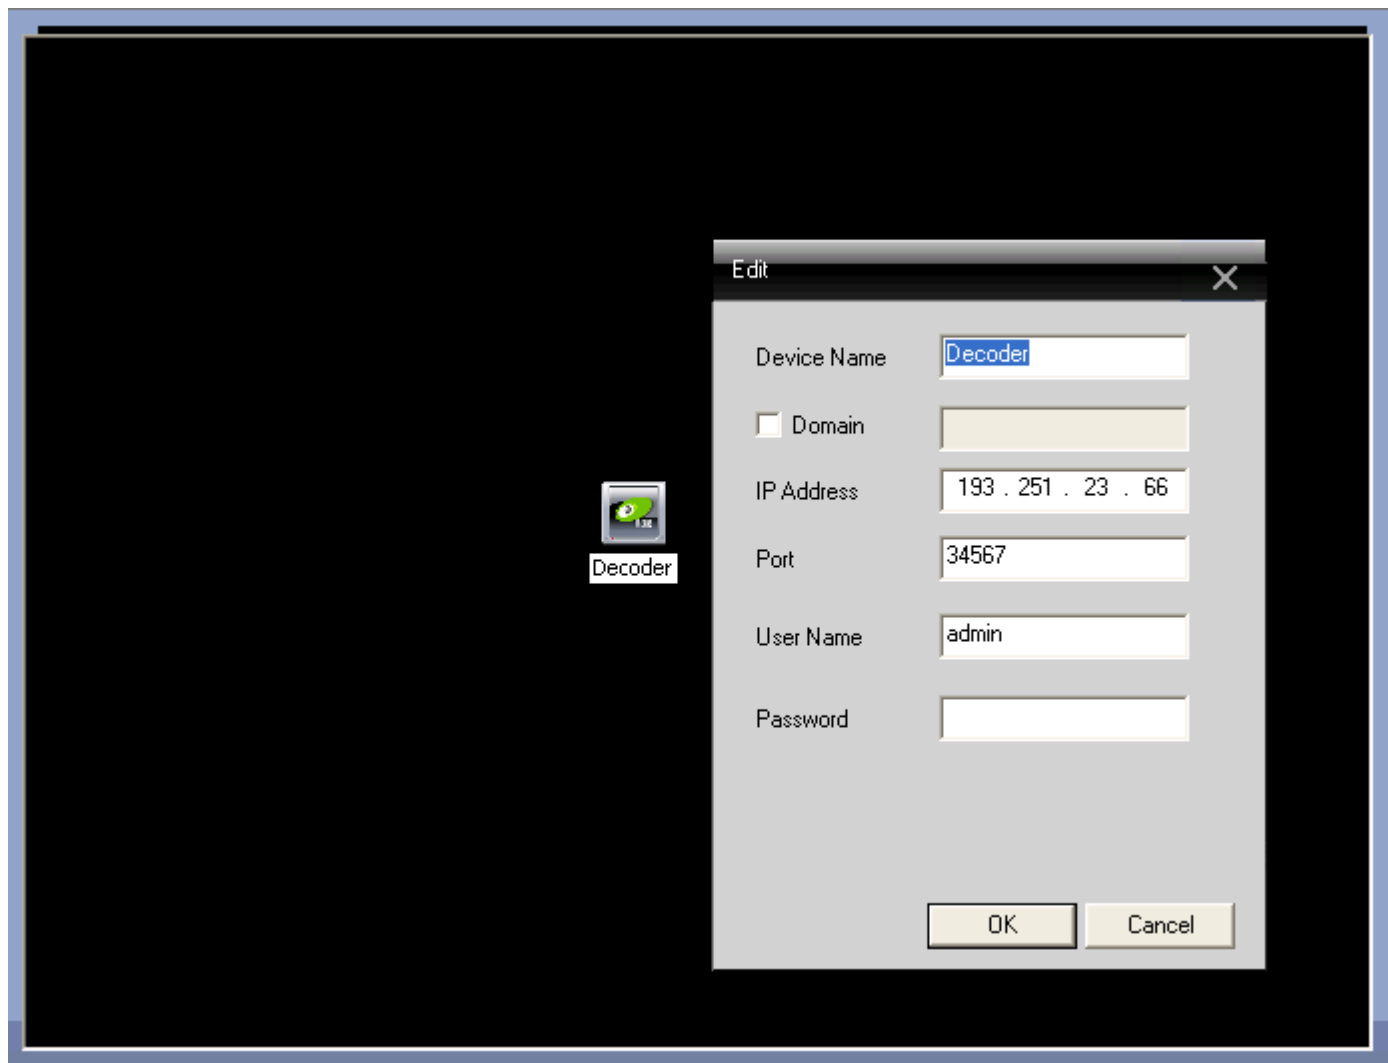 Edit
Device Name Decoder
Domain
IP Address 193 . 251 . 23 . 66
Port 34567
User Name admin
Password
Decoder
OK Cancel